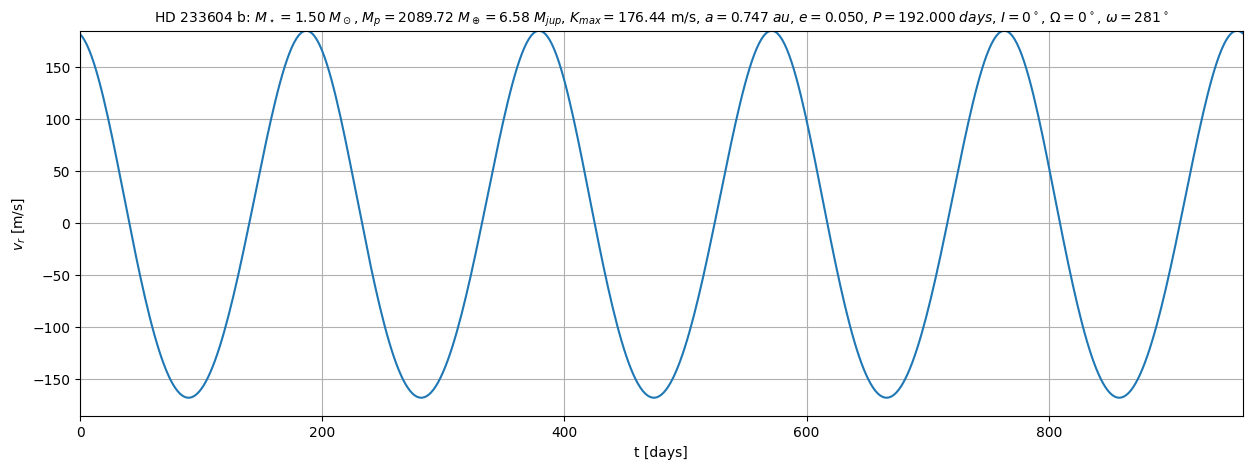 HD 233604 b: M⋆ = 1.50 M⊙, Mp = 2089.72 M⊕ = 6.58 Mjup, Kmax = 176.44 m/s, a = 0.747 au, e = 0.050, P = 192.000 days, I = 0°, Ω = 0°, ω = 281°
150
100
50
0
−50
−100
−150
vr [m/s]
0 200 400 600 800
t [days]